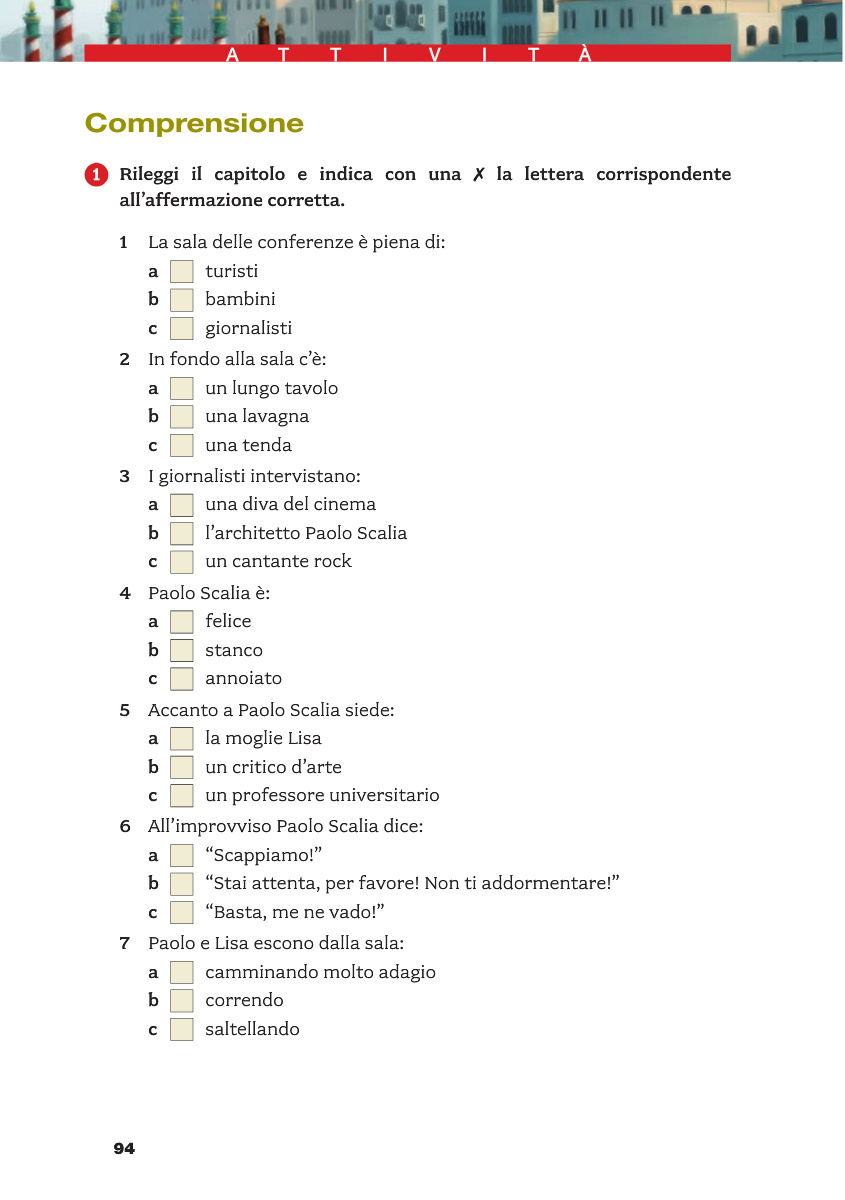 ATTIVITÀ
Comprensione
1 Rileggi il capitolo e indica con una ✗ la lettera corrispondente
all’affermazione corretta.
1 La sala delle conferenze è piena di:
a turisti
b bambini
c giornalisti
2 In fondo alla sala c’è:
a un lungo tavolo
b una lavagna
c una tenda
3 I giornalisti intervistano:
a una diva del cinema
b l’architetto Paolo Scalia
c un cantante rock
4 Paolo Scalia è:
a felice
b stanco
c annoiato
5 Accanto a Paolo Scalia siede:
a la moglie Lisa
b un critico d’arte
c un professore universitario
6 All’improvviso Paolo Scalia dice:
a “Scappiamo!”
b “Stai attenta, per favore! Non ti addormentare!”
c “Basta, me ne vado!”
7 Paolo e Lisa escono dalla sala:
a camminando molto adagio
b correndo
c saltellando
94